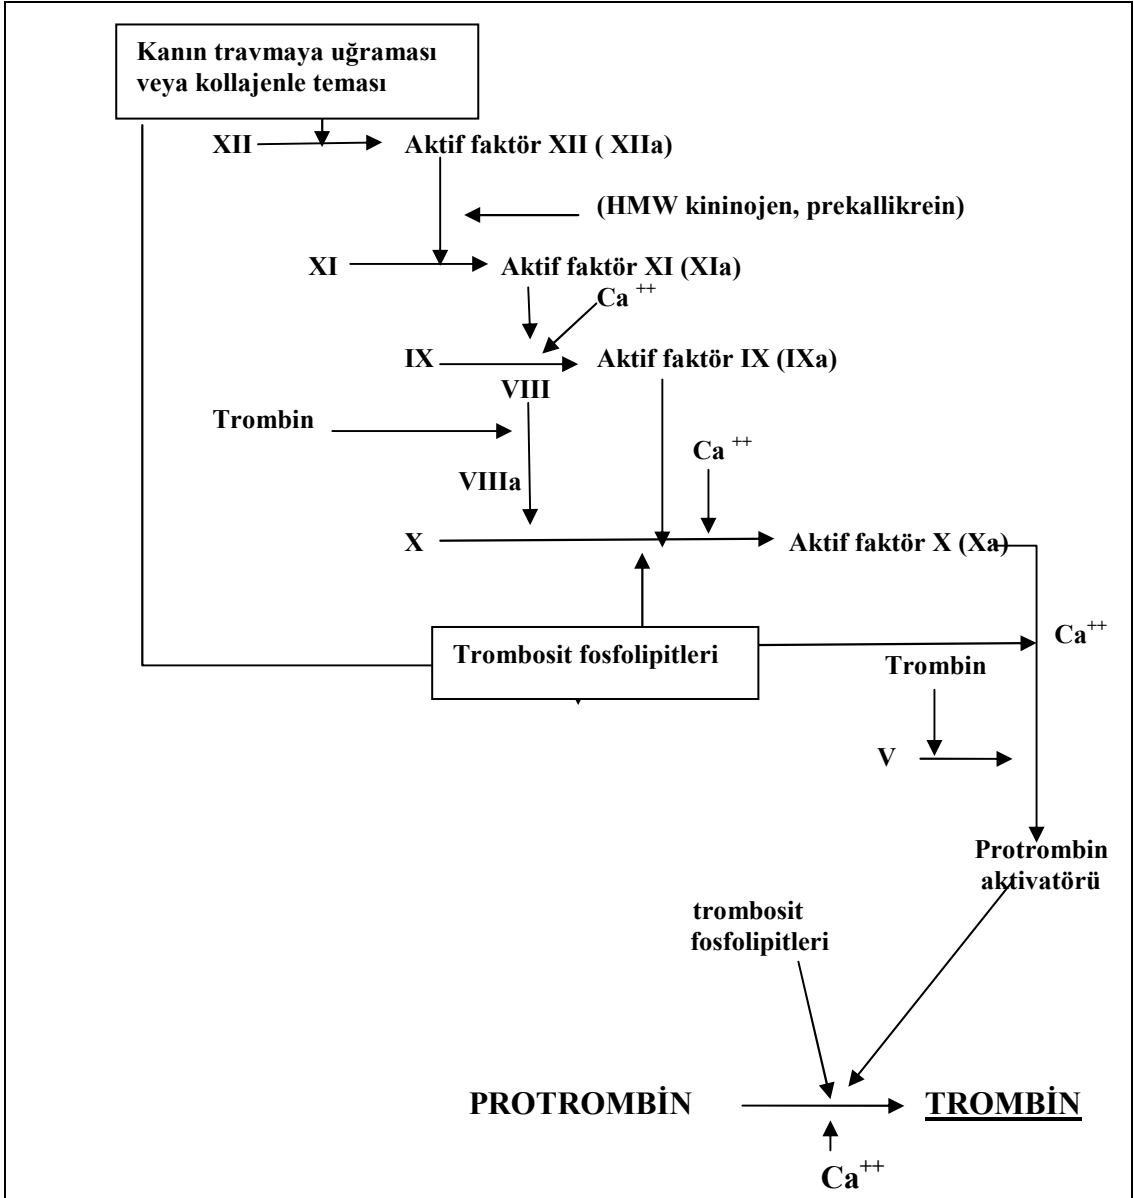 Kanın travmaya uğraması
veya kollajenle teması
XII
Aktif faktör XII ( XIIa)
(HMW kininojen, prekallikrein)
XI
Aktif faktör XI (XIa)
Ca ++
IX
Aktif faktör IX (IXa)
VIII
Trombin
Ca ++
VIIIa
X
Aktif faktör X (Xa)
Ca++
Trombosit fosfolipitleri
Trombin
V
Protrombin
aktivatörü
trombosit
fosfolipitleri
PROTROMBİN
TROMBİN
Ca++